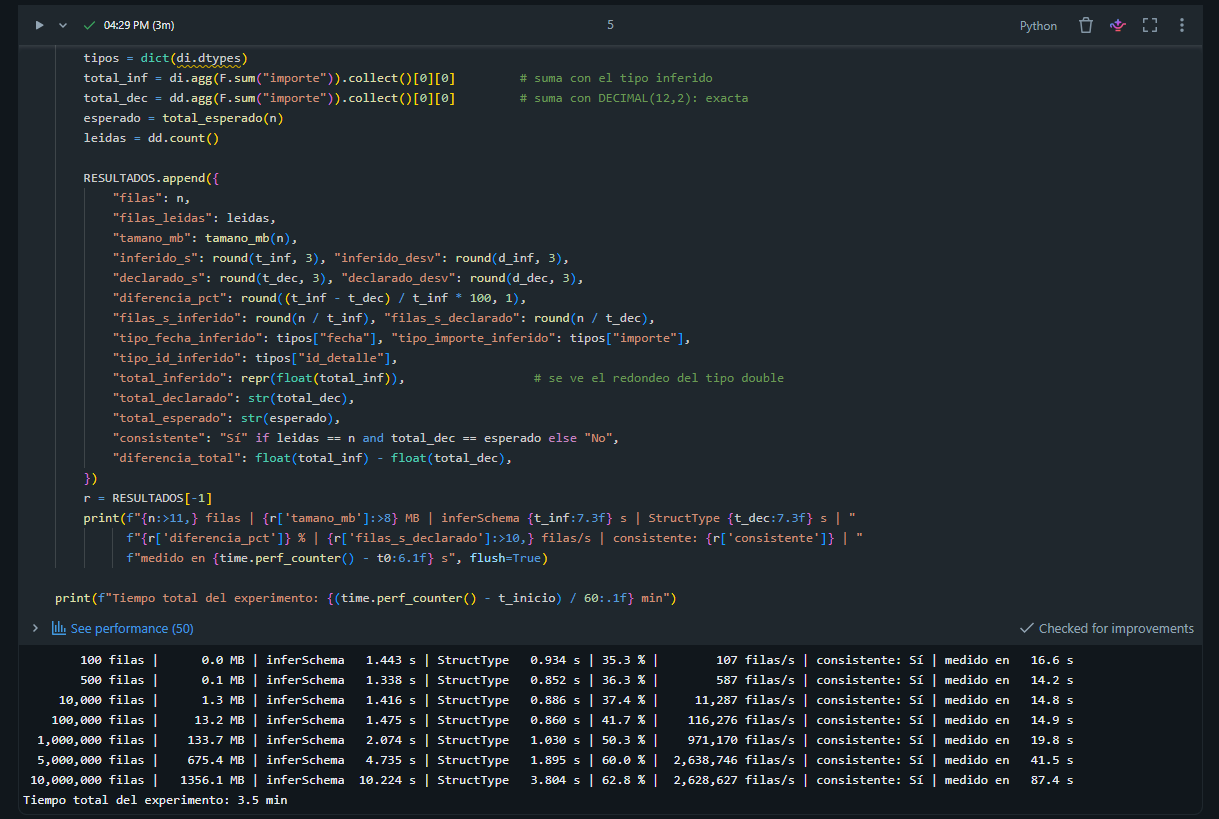 04:29 PM (3m)
5
Python
tipos = dict(di.dtypes)
total_inf = di.agg(F.sum("importe")).collect()[0][0]          # suma con el tipo inferido
total_dec = dd.agg(F.sum("importe")).collect()[0][0]          # suma con DECIMAL(12,2): exacta
esperado = total_esperado(n)
leidas = dd.count()
RESULTADOS.append({
    "filas": n,
    "filas_leidas": leidas,
    "tamano_mb": tamano_mb(n),
    "inferido_s": round(t_inf, 3), "inferido_desv": round(d_inf, 3),
    "declarado_s": round(t_dec, 3), "declarado_desv": round(d_dec, 3),
    "diferencia_pct": round((t_inf - t_dec) / t_inf * 100, 1),
    "filas_s_inferido": round(n / t_inf), "filas_s_declarado": round(n / t_dec),
    "tipo_fecha_inferido": tipos["fecha"], "tipo_importe_inferido": tipos["importe"],
    "tipo_id_inferido": tipos["id_detalle"],
    "total_inferido": repr(float(total_inf)),                  # se ve el redondeo del tipo double
    "total_declarado": str(total_dec),
    "total_esperado": str(esperado),
    "consistente": "Sí" if leidas == n and total_dec == esperado else "No",
    "diferencia_total": float(total_inf) - float(total_dec),
})
r = RESULTADOS[-1]
print(f"{n:>11,} filas | {r['tamano_mb']:>8} MB | inferSchema {t_inf:7.3f} s | StructType {t_dec:7.3f} s | "
      f"{r['diferencia_pct']} % | {r['filas_s_declarado']:>10,} filas/s | consistente: {r['consistente']} | "
      f"medido en {time.perf_counter() - t0:6.1f} s", flush=True)
print(f"Tiempo total del experimento: {(time.perf_counter() - t_inicio) / 60:.1f} min")
See performance (50)
Checked for improvements
        100 filas |      0.0 MB | inferSchema   1.443 s | StructType   0.934 s | 35.3 % |        107 filas/s | consistente: Sí | medido en   16.6 s
        500 filas |      0.1 MB | inferSchema   1.338 s | StructType   0.852 s | 36.3 % |        587 filas/s | consistente: Sí | medido en   14.2 s
     10,000 filas |      1.3 MB | inferSchema   1.416 s | StructType   0.886 s | 37.4 % |     11,287 filas/s | consistente: Sí | medido en   14.8 s
    100,000 filas |     13.2 MB | inferSchema   1.475 s | StructType   0.860 s | 41.7 % |    116,276 filas/s | consistente: Sí | medido en   14.9 s
  1,000,000 filas |    133.7 MB | inferSchema   2.074 s | StructType   1.030 s | 50.3 % |    971,170 filas/s | consistente: Sí | medido en   19.8 s
  5,000,000 filas |    675.4 MB | inferSchema   4.735 s | StructType   1.895 s | 60.0 % |  2,638,746 filas/s | consistente: Sí | medido en   41.5 s
 10,000,000 filas |   1356.1 MB | inferSchema  10.224 s | StructType   3.804 s | 62.8 % |  2,628,627 filas/s | consistente: Sí | medido en   87.4 s
Tiempo total del experimento: 3.5 min